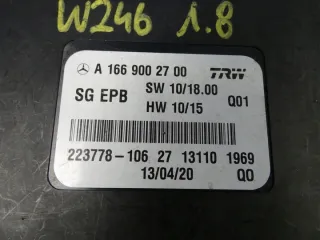 W246 1.8
A 166 900 27 00 TRW
SG EPB SW 10/18.00 Q01
HW 10/15
223778-106 27 13110 1969
13/04/20 QO